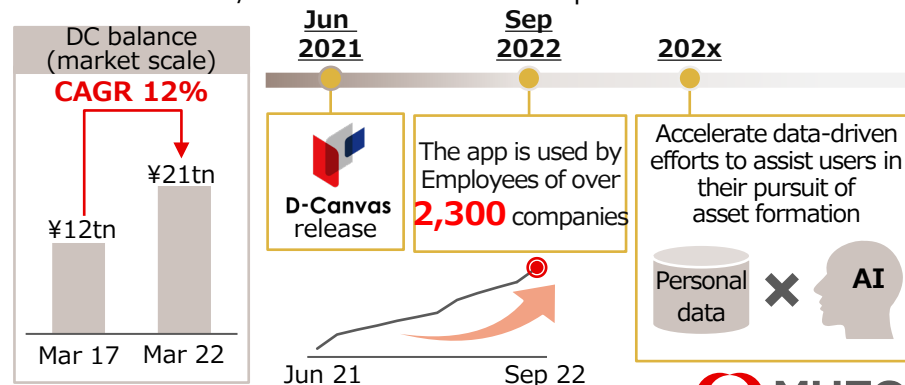 DC balance
(market scale)
CAGR 12%
¥21tn
¥12tn
Mar 17
Mar 22
Jun
2021
Sep
2022
202x
D-Canvas
release
The app is used by
Employees of over
2,300 companies
Accelerate data-driven
efforts to assist users in
their pursuit of
asset formation
Personal
data
AI
Jun 21
Sep 22